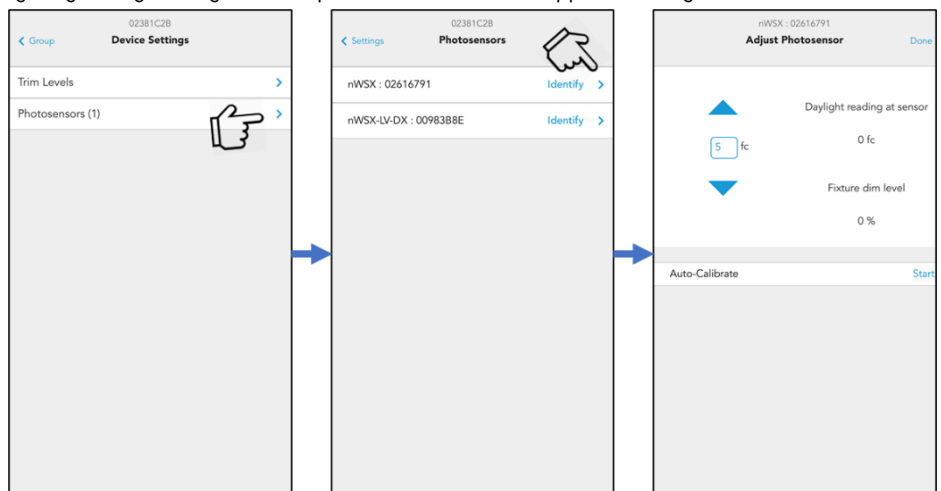 02381C2B
Group Device Settings
Trim Levels
Photosensors (1)
02381C2B
Settings Photosensors
nWSX : 02616791 Identify
nWSX-LV-DX : 00983B8E Identify
nWSX : 02616791
Adjust Photosensor Done
Daylight reading at sensor
5 fc
0 fc
Fixture dim level
0 %
Auto-Calibrate Start